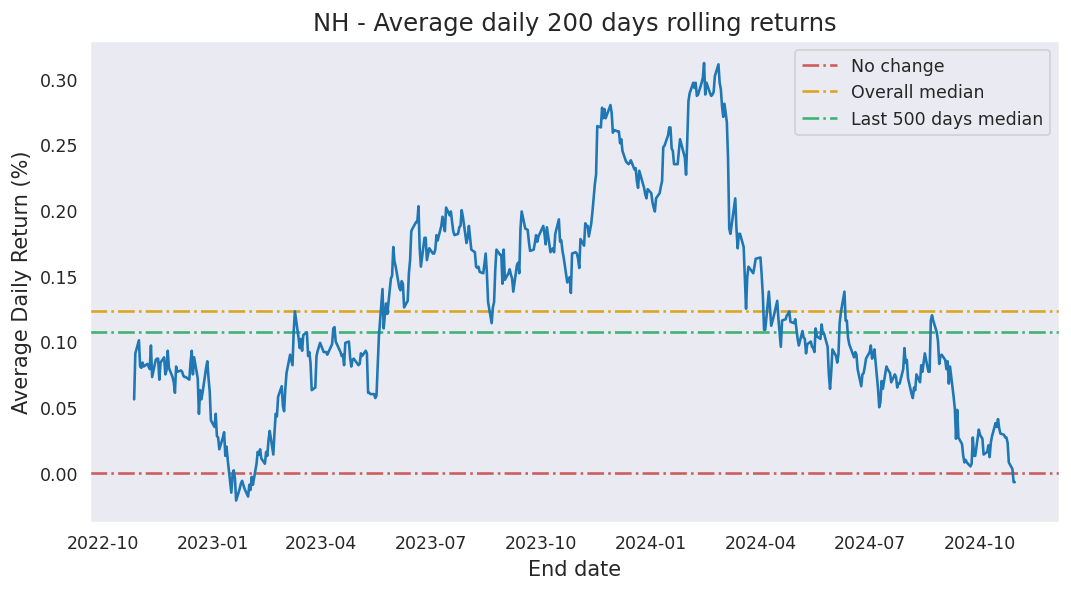 NH - Average daily 200 days rolling returns
No change
Overall median
Last 500 days median
Average Daily Return (%)
0.30
0.25
0.20
0.15
0.10
0.05
0.00
2022-10 2023-01 2023-04 2023-07 2023-10 2024-01 2024-04 2024-07 2024-10
End date